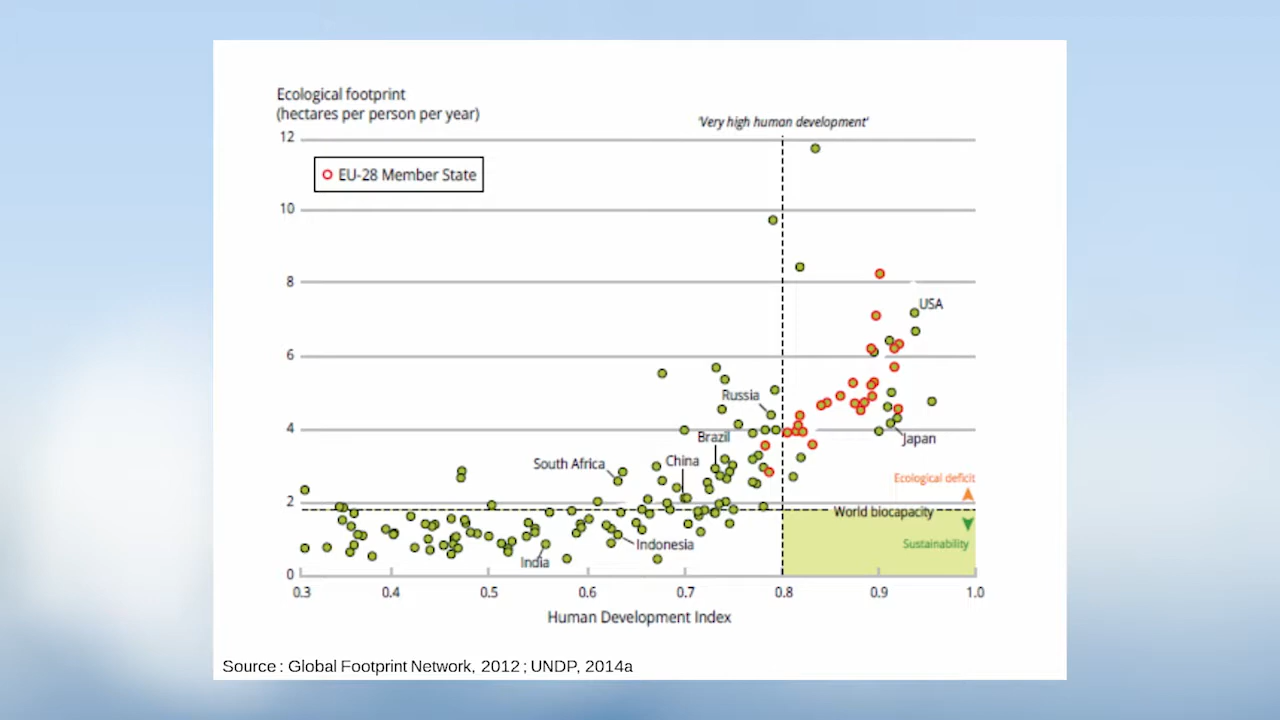 Ecological footprint
(hectares per person per year)
'Very high human development'
12
EU-28 Member State
10
8
USA
6
Russia
4
Brazil
Japan
China
South Africa
Ecological deficit
2
World biocapacity
Sustainability
Indonesia
India
0
0.3 0.4 0.5 0.6 0.7 0.8 0.9 1.0
Human Development Index
Source : Global Footprint Network, 2012 ; UNDP, 2014a